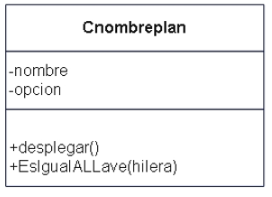 Cnombreplan
-nombre
-opcion
+desplegar()
+EsIgualALLave(hilera)